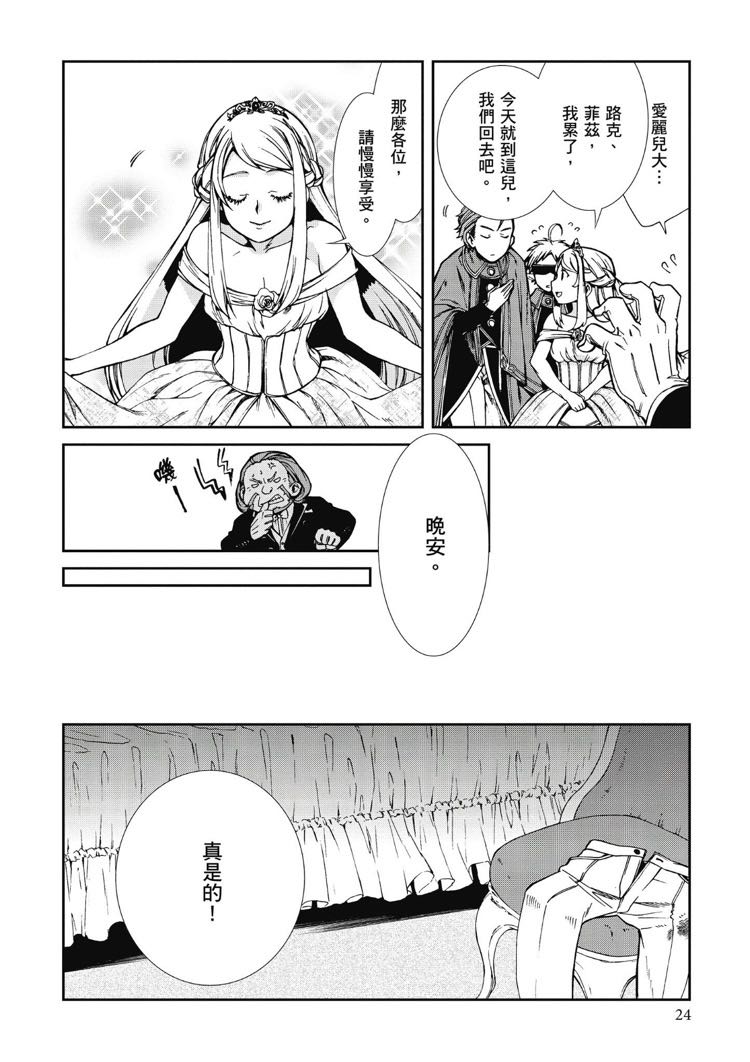 愛麗兒大…
路克、
菲茲，
我累了，
今天就到這兒，
我們回去吧。
那麼各位，
請慢慢享受。
晚安。
嘰—
真是的！
24